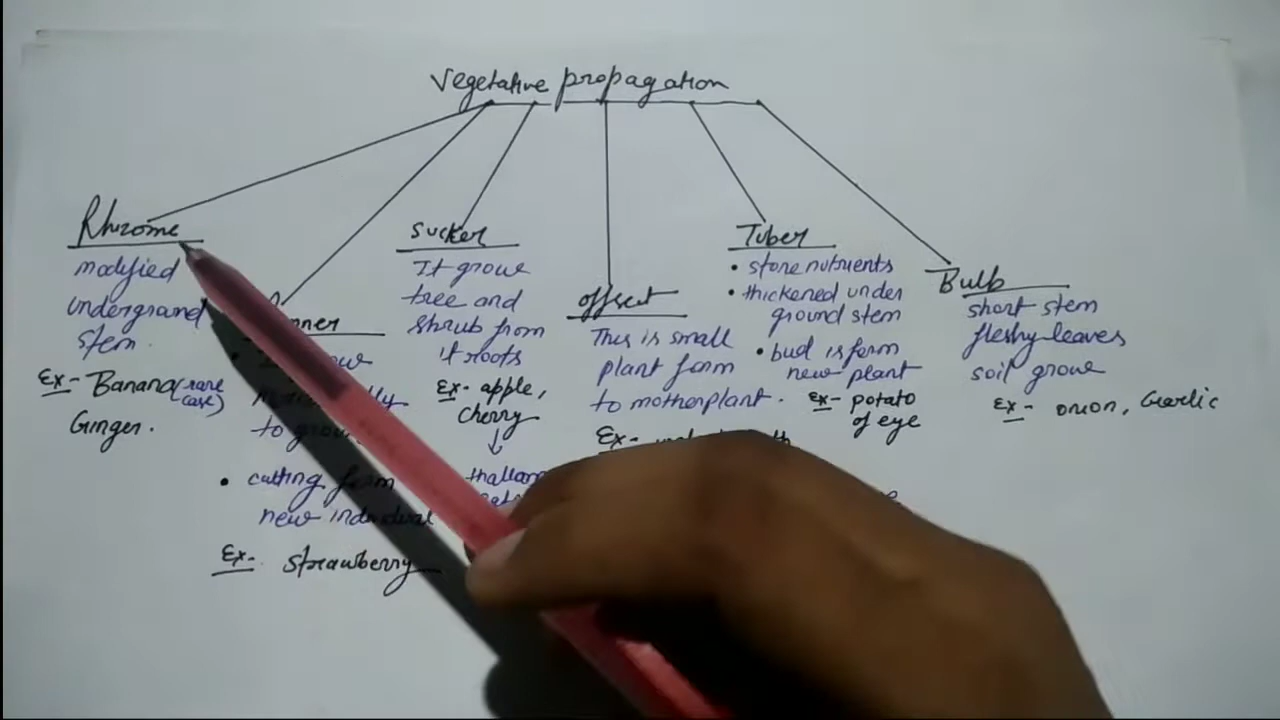 Vegetative propagation
Rhizome
modified
underground
stem.
Ex- Banana (rare case)
Ginger.
to grow
• cutting form
new individual
Ex- strawberry
Sucker
It grows
tree and
shrub from
it roots
Ex- apple,
cherry
offset
This is small
plant form
to motherplant.
Ex-
Tuber
• store nutrients
• thickened under
ground stem
• bud is form
new plant
Ex- potato
of eye
Bulb
short stem
fleshy leaves
soil grows
Ex- onion, Garlic